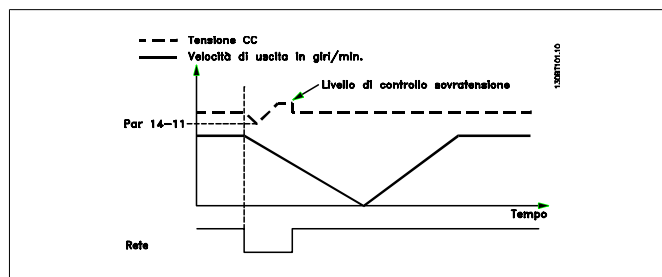 Tensione CC
Velocità di uscita in giri/min.
Livello di controllo sovratensione
Par 14-11
Tempo
Rete
130BT101.10